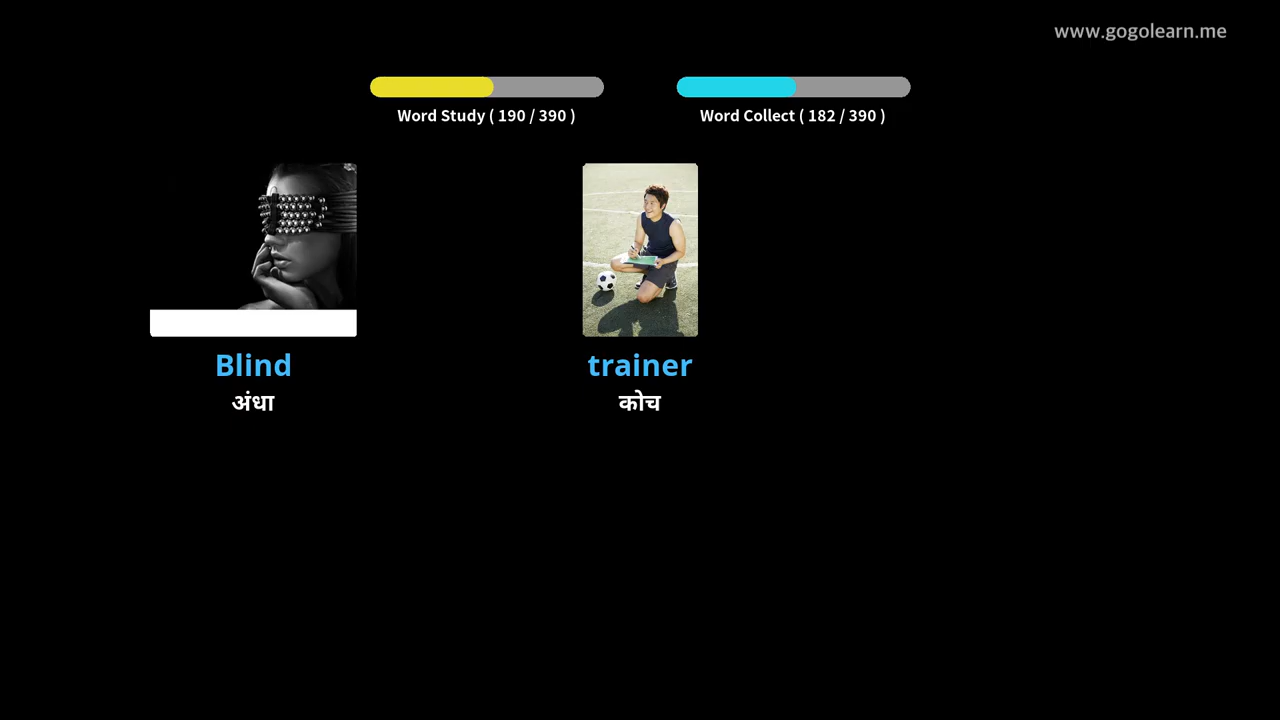 www.gogolearn.me
Word Study ( 190 / 390 )
Word Collect ( 182 / 390 )
Blind
अंधा
trainer
कोच